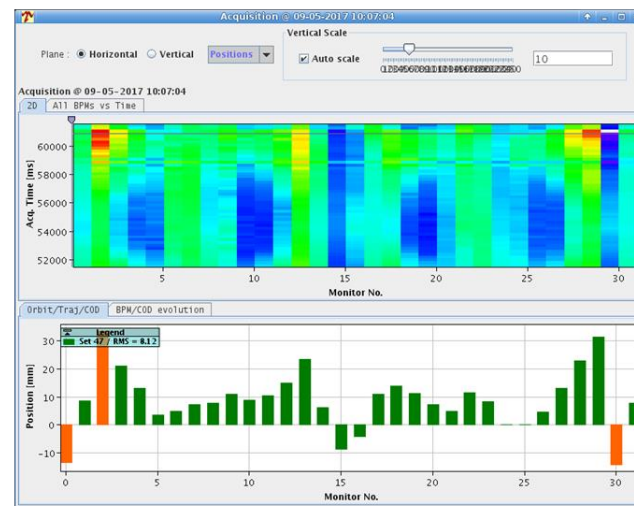 Acquisition @ 09-05-2017 10:07:04
Vertical Scale
Plane : Horizontal Vertical Positions Auto scale 10
Acquisition @ 09-05-2017 10:07:04
2D All BPMs vs Time
60000
58000
56000
54000
52000
Acq. Time [ms]
5 10 15 20 25 30
Monitor No.
Orbit/Traj/COD BPM/COD evolution
Legend
Set 47 / RMS = 8.12
30
20
10
0
-10
Position [mm]
0 5 10 15 20 25 30
Monitor No.